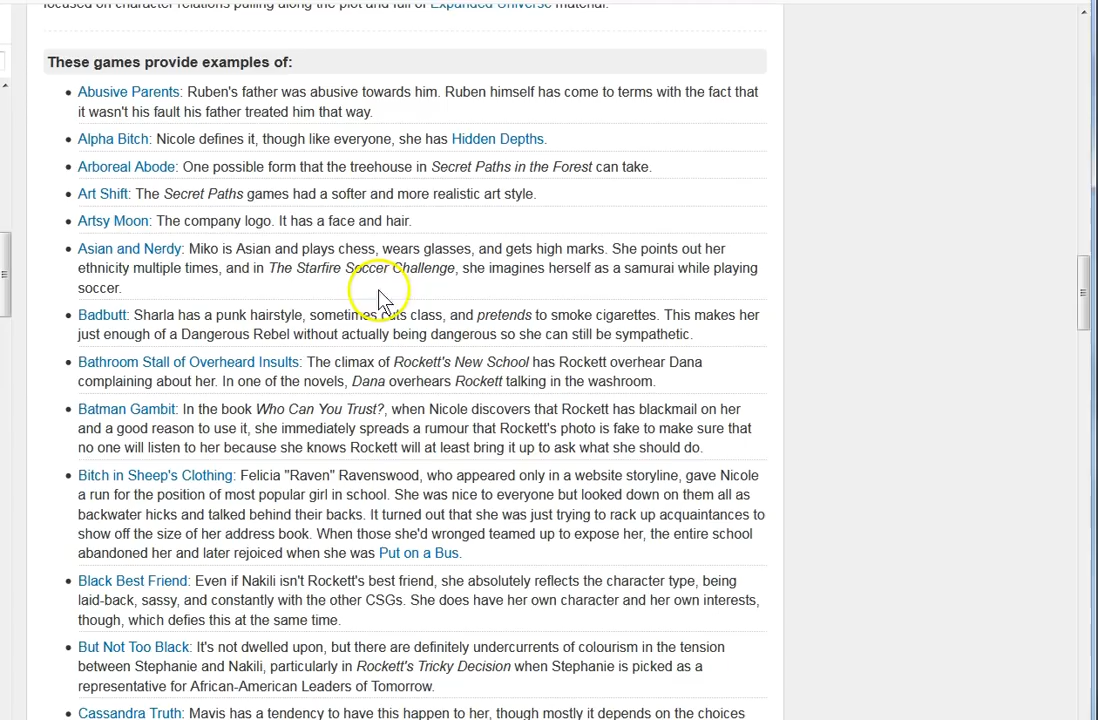 focused on character relations pulling along the plot and full of Expanded Universe material.
These games provide examples of:
Abusive Parents: Ruben's father was abusive towards him. Ruben himself has come to terms with the fact that
it wasn't his fault his father treated him that way.
Alpha Bitch: Nicole defines it, though like everyone, she has Hidden Depths.
Arboreal Abode: One possible form that the treehouse in Secret Paths in the Forest can take.
Art Shift: The Secret Paths games had a softer and more realistic art style.
Artsy Moon: The company logo. It has a face and hair.
Asian and Nerdy: Miko is Asian and plays chess, wears glasses, and gets high marks. She points out her
ethnicity multiple times, and in The Starfire Soccer Challenge, she imagines herself as a samurai while playing
soccer.
Badbutt: Sharla has a punk hairstyle, sometimes cuts class, and pretends to smoke cigarettes. This makes her
just enough of a Dangerous Rebel without actually being dangerous so she can still be sympathetic.
Bathroom Stall of Overheard Insults: The climax of Rockett's New School has Rockett overhear Dana
complaining about her. In one of the novels, Dana overhears Rockett talking in the washroom.
Batman Gambit: In the book Who Can You Trust?, when Nicole discovers that Rockett has blackmail on her
and a good reason to use it, she immediately spreads a rumour that Rockett's photo is fake to make sure that
no one will listen to her because she knows Rockett will at least bring it up to ask what she should do.
Bitch in Sheep's Clothing: Felicia "Raven" Ravenswood, who appeared only in a website storyline, gave Nicole
a run for the position of most popular girl in school. She was nice to everyone but looked down on them all as
backwater hicks and talked behind their backs. It turned out that she was just trying to rack up acquaintances to
show off the size of her address book. When those she'd wronged teamed up to expose her, the entire school
abandoned her and later rejoiced when she was Put on a Bus.
Black Best Friend: Even if Nakili isn't Rockett's best friend, she absolutely reflects the character type, being
laid-back, sassy, and constantly with the other CSGs. She does have her own character and her own interests,
though, which defies this at the same time.
But Not Too Black: It's not dwelled upon, but there are definitely undercurrents of colourism in the tension
between Stephanie and Nakili, particularly in Rockett's Tricky Decision when Stephanie is picked as a
representative for African-American Leaders of Tomorrow.
Cassandra Truth: Mavis has a tendency to have this happen to her, though mostly it depends on the choices